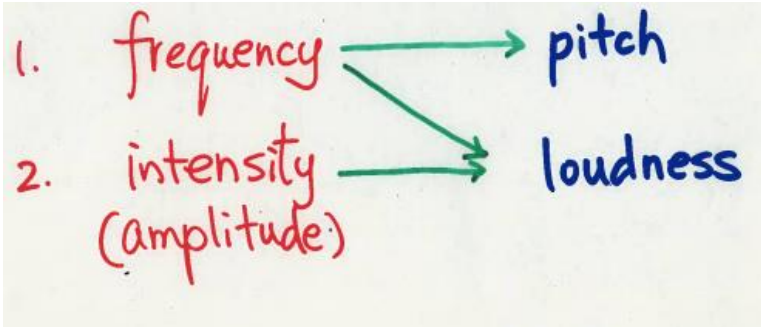 1. frequency → pitch
2. intensity → loudness
(amplitude)